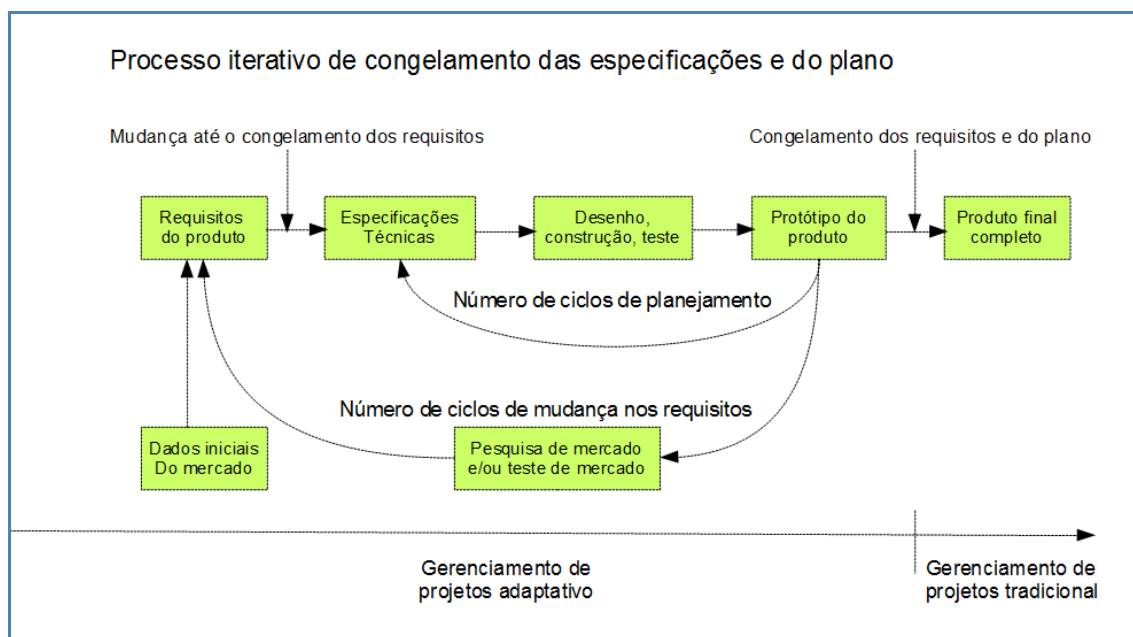 Processo iterativo de congelamento das especificações e do plano
Mudança até o congelamento dos requisitos
Congelamento dos requisitos e do plano
Requisitos
do produto
Especificações
Técnicas
Desenho,
construção, teste
Protótipo do
produto
Produto final
completo
Número de ciclos de planejamento
Número de ciclos de mudança nos requisitos
Dados iniciais
Do mercado
Pesquisa de mercado
e/ou teste de mercado
Gerenciamento de
projetos adaptativo
Gerenciamento de
projetos tradicional